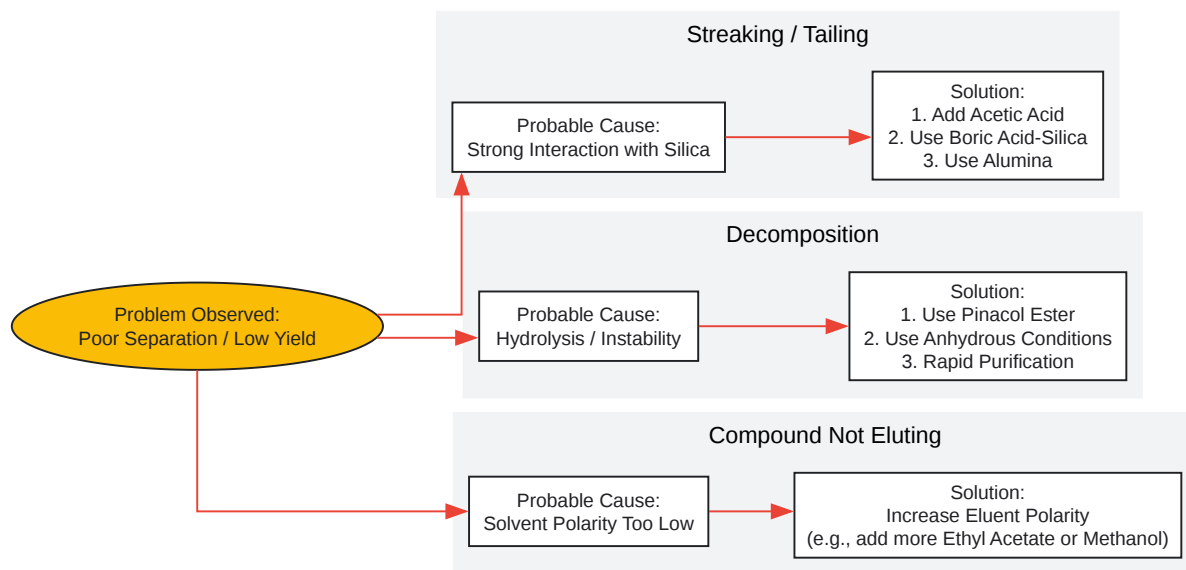 Streaking / Tailing
Probable Cause:
Strong Interaction with Silica
Solution:
1. Add Acetic Acid
2. Use Boric Acid-Silica
3. Use Alumina
Problem Observed:
Poor Separation / Low Yield
Decomposition
Probable Cause:
Hydrolysis / Instability
Solution:
1. Use Pinacol Ester
2. Use Anhydrous Conditions
3. Rapid Purification
Compound Not Eluting
Probable Cause:
Solvent Polarity Too Low
Solution:
Increase Eluent Polarity
(e.g., add more Ethyl Acetate or Methanol)